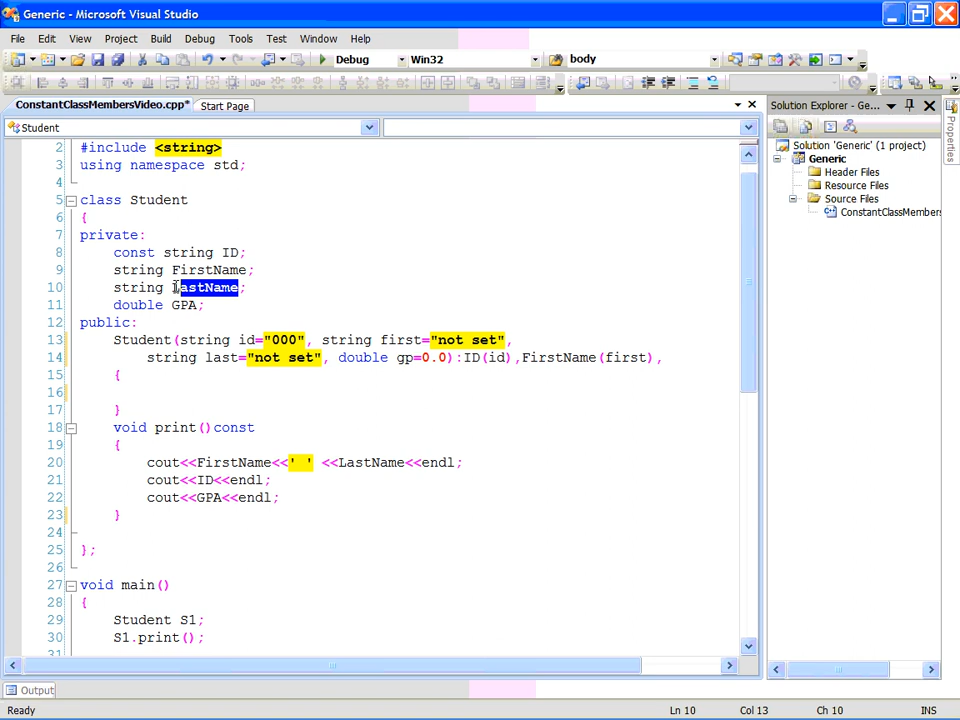 Generic - Microsoft Visual Studio
File Edit View Project Build Debug Tools Test Window Help
Debug Win32 body
ConstantClassMembersVideo.cpp* Start Page
Solution Explorer - Ge...
Properties
Student
Solution 'Generic' (1 project)
Generic
Header Files
Resource Files
Source Files
ConstantClassMembers
2 #include <string>
3 using namespace std;
4
5 class Student
6 {
7 private:
8 const string ID;
9 string FirstName;
10 string LastName;
11 double GPA;
12 public:
13 Student(string id="000", string first="not set",
14 string last="not set", double gp=0.0):ID(id),FirstName(first),
15 {
16
17 }
18 void print()const
19 {
20 cout<<FirstName<<' ' <<LastName<<endl;
21 cout<<ID<<endl;
22 cout<<GPA<<endl;
23 }
24
25 };
26
27 void main()
28 {
29 Student S1;
30 S1.print();
Output
Ready Ln 10 Col 13 Ch 10 INS